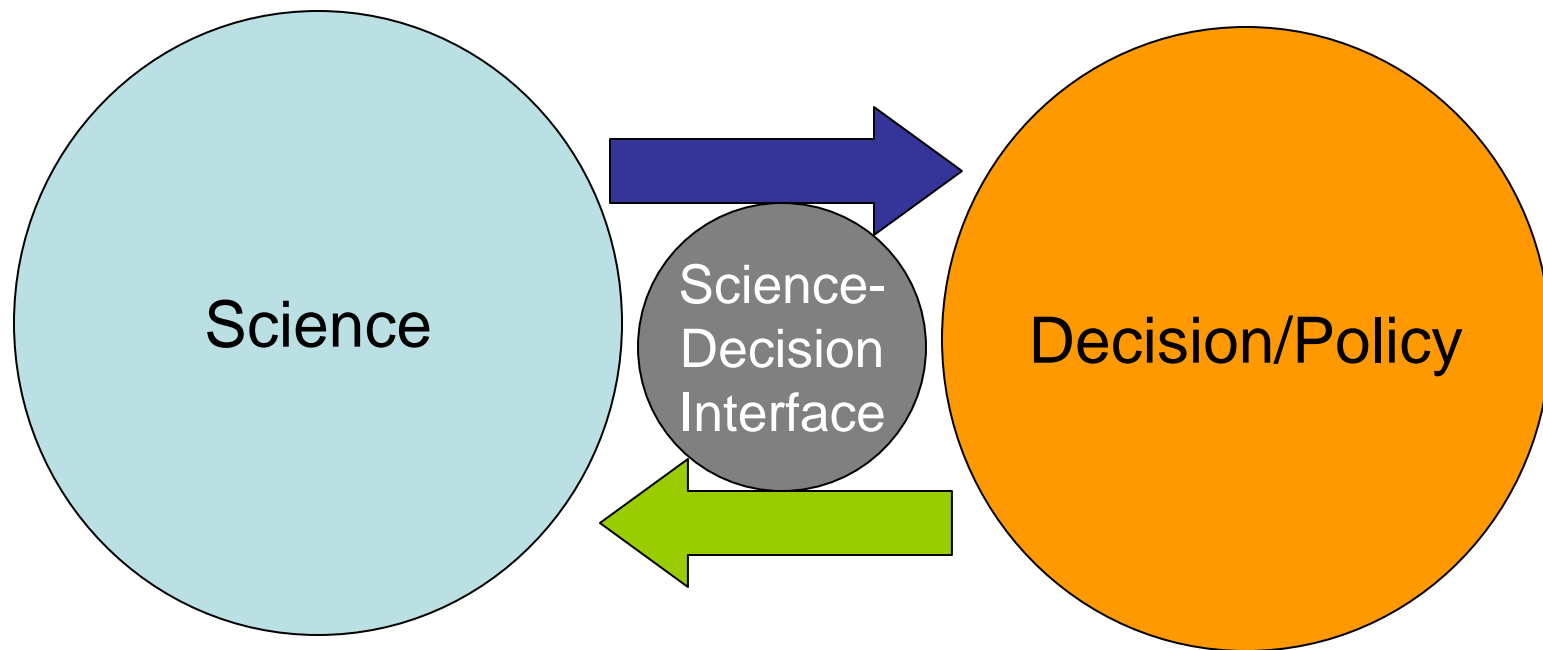 Science
Science-
Decision
Interface
Decision/Policy